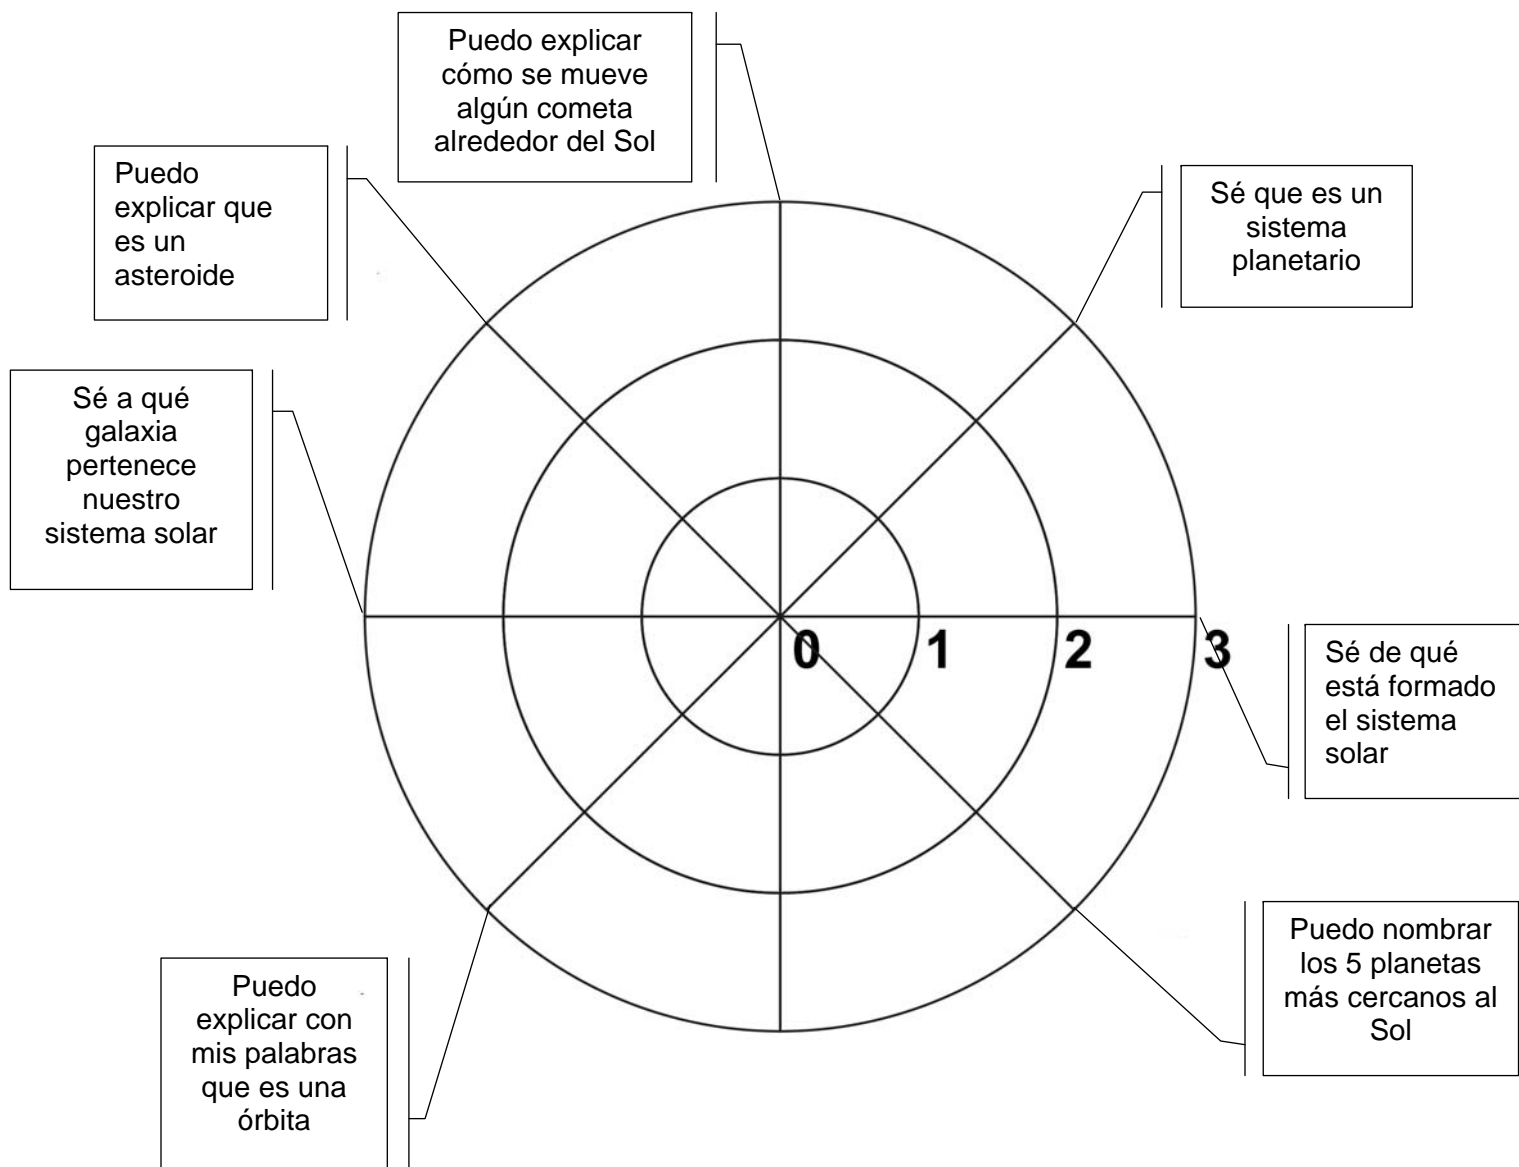 Puedo explicar
cómo se mueve
algún cometa
alrededor del Sol
Puedo
explicar que
es un
asteroide
Sé que es un
sistema
planetario
Sé a qué
galaxia
pertenece
nuestro
sistema solar
0
1
2
3
Sé de qué
está formado
el sistema
solar
Puedo nombrar
los 5 planetas
más cercanos al
Sol
Puedo
explicar con
mis palabras
que es una
órbita